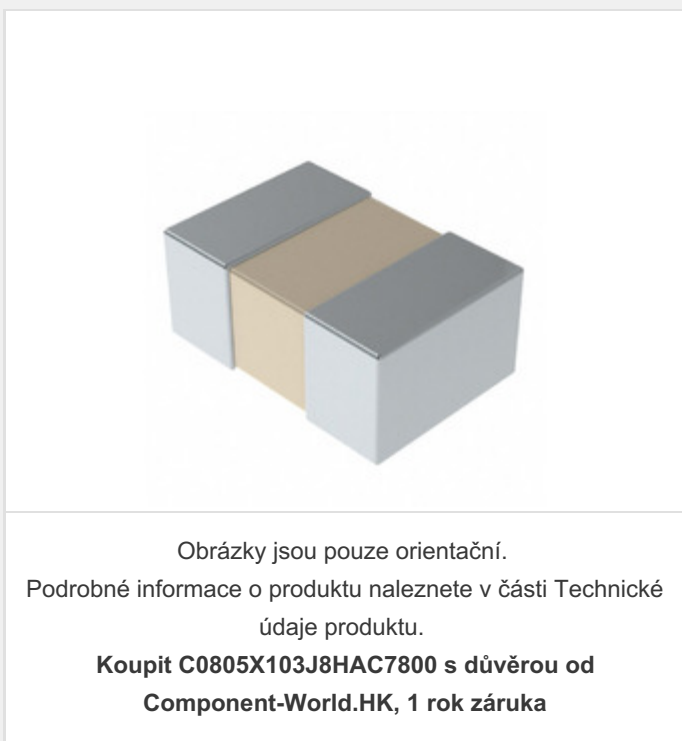 Obrázky jsou pouze orientační.
Podrobné informace o produktu naleznete v části Technické
údaje produktu.
Koupit C0805X103J8HAC7800 s důvěrou od
Component-World.HK, 1 rok záruka